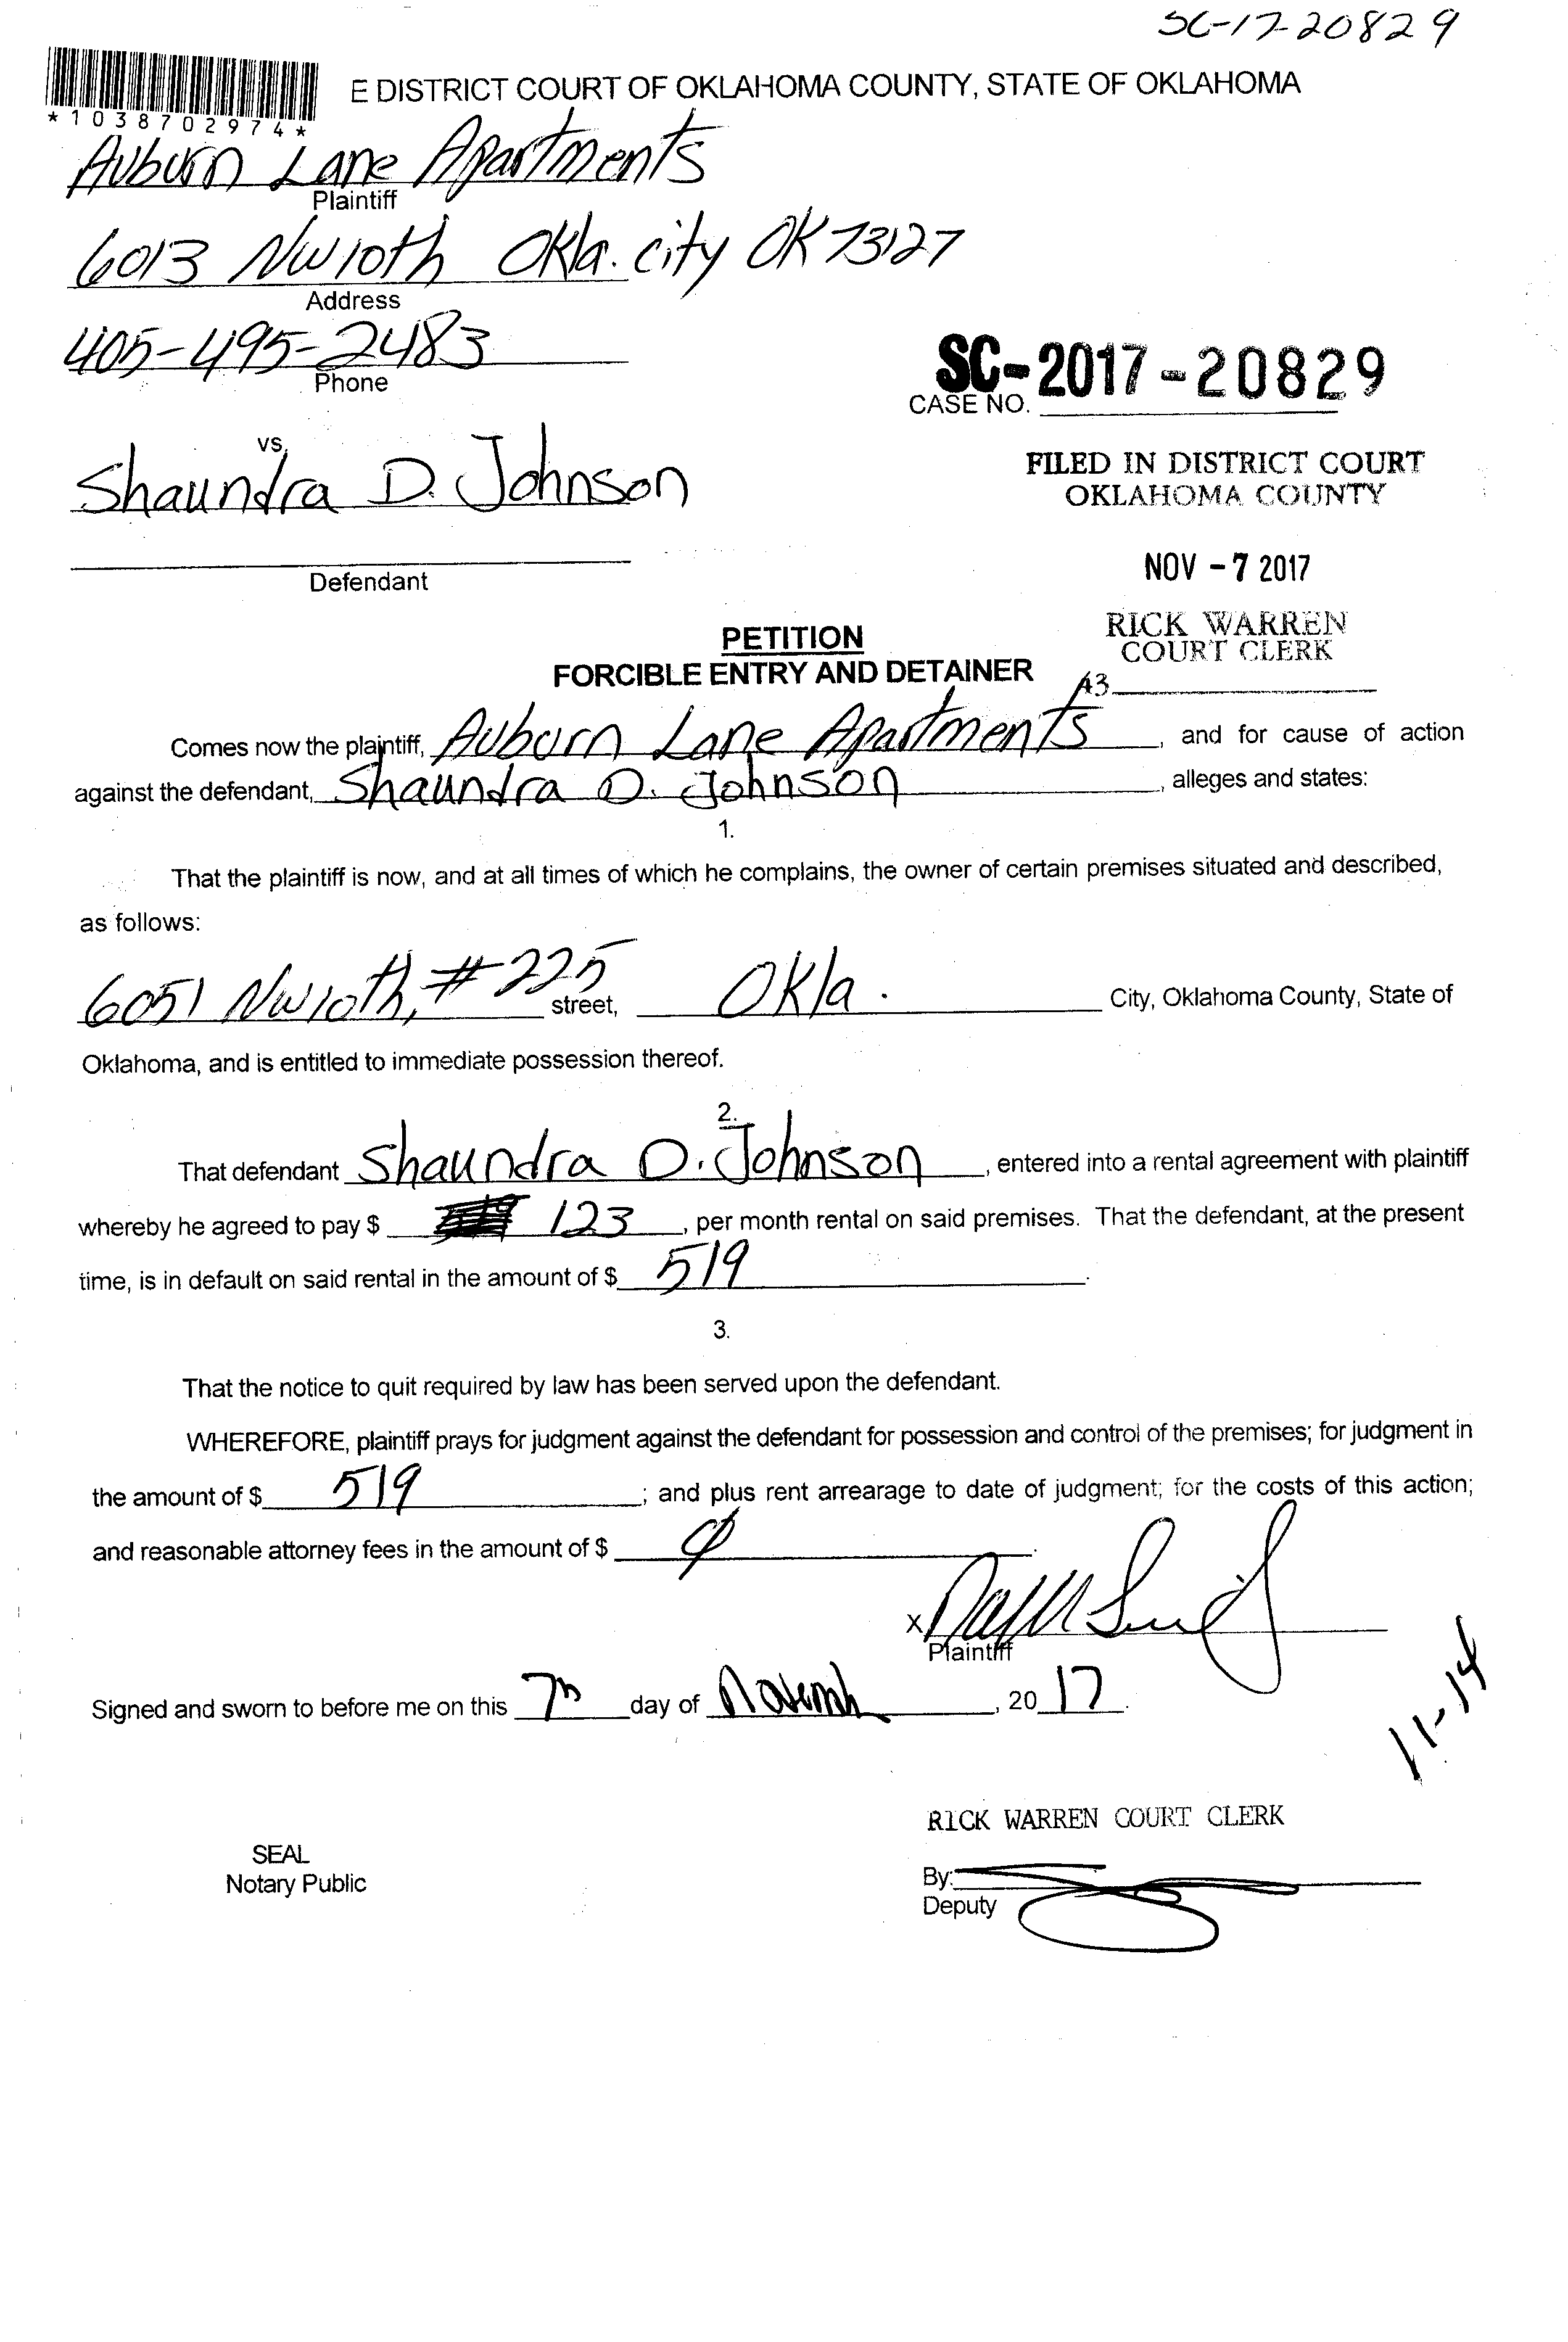 SC-17-20829
E DISTRICT COURT OF OKLAHOMA COUNTY, STATE OF OKLAHOMA
*1038702974*
Auburn Lane Apartments
Plaintiff
6013 NW 10th Okla. City OK 73127
Address
405-495-2483
Phone
SC-2017-20829
CASE NO.
vs.
Shaundra D. Johnson
FILED IN DISTRICT COURT
OKLAHOMA COUNTY
Defendant
NOV - 7 2017
RICK WARREN
COURT CLERK
PETITION
FORCIBLE ENTRY AND DETAINER
Comes now the plaintiff, Auburn Lane Apartments, and for cause of action
against the defendant, Shaundra D. Johnson, alleges and states:
1.
That the plaintiff is now, and at all times of which he complains, the owner of certain premises situated and described,
as follows:
6051 NW 10th, #225 street, Okla. City, Oklahoma County, State of
Oklahoma, and is entitled to immediate possession thereof.
2.
That defendant Shaundra D. Johnson, entered into a rental agreement with plaintiff
whereby he agreed to pay $ 123, per month rental on said premises. That the defendant, at the present
time, is in default on said rental in the amount of $ 519.
3.
That the notice to quit required by law has been served upon the defendant.
WHEREFORE, plaintiff prays for judgment against the defendant for possession and control of the premises; for judgment in
the amount of $ 519; and plus rent arrearage to date of judgment; for the costs of this action;
and reasonable attorney fees in the amount of $ φ.
x
Plaintiff
Signed and sworn to before me on this 7th day of Novemb, 20 17.
11-14
RICK WARREN COURT CLERK
SEAL
Notary Public
By:
Deputy